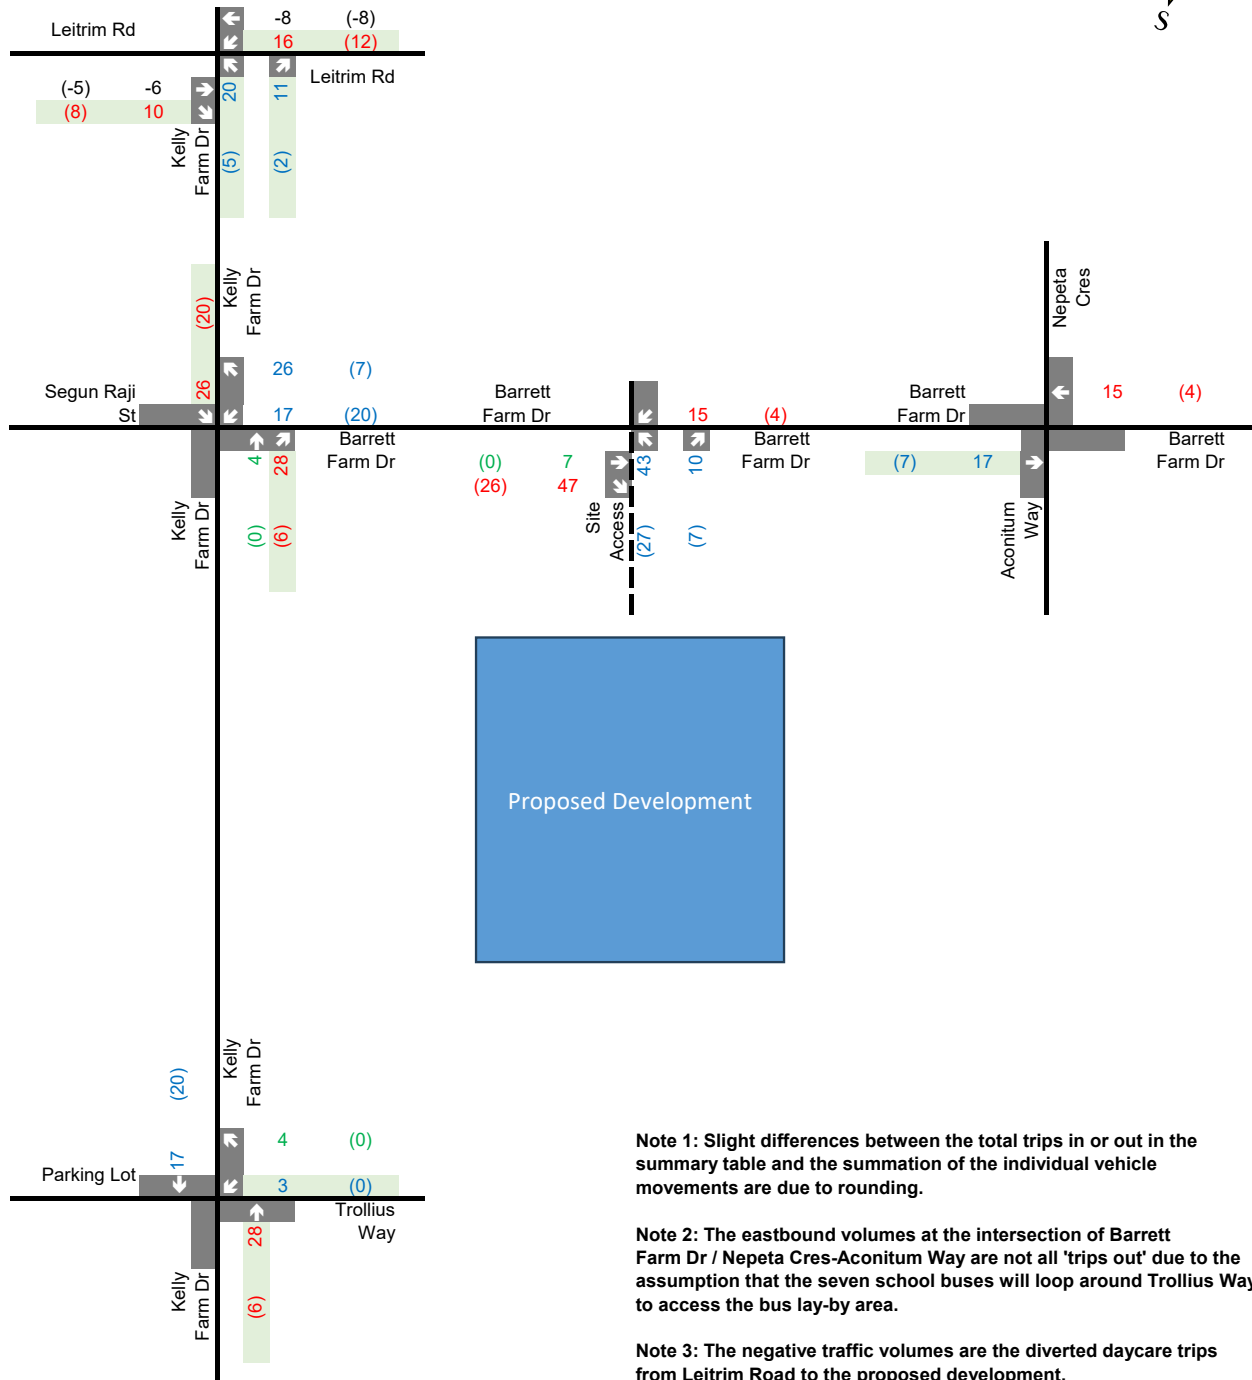 S
Leitrim Rd
-8 (-8)
16 (12)
Leitrim Rd
(-5) -6
(8) 10
20
11
(5)
(2)
Kelly
Farm Dr
(20)
26
Kelly
Farm Dr
26 (7)
17 (20)
Segun Raji
St
Barrett
Farm Dr
4
28
(0)
(6)
Kelly
Farm Dr
Barrett
Farm Dr
15 (4)
Barrett
Farm Dr
(0) 7
(26) 47
43
10
(27)
(7)
Site
Access
Nepeta
Cres
Barrett
Farm Dr
15 (4)
Barrett
Farm Dr
(7) 17
Aconitum
Way
Proposed Development
(20)
17
Kelly
Farm Dr
4 (0)
3 (0)
Parking Lot
Trollius
Way
28
(6)
Kelly
Farm Dr
Note 1: Slight differences between the total trips in or out in the
summary table and the summation of the individual vehicle
movements are due to rounding.
Note 2: The eastbound volumes at the intersection of Barrett
Farm Dr / Nepeta Cres-Aconitum Way are not all 'trips out' due to the
assumption that the seven school buses will loop around Trollius Way
to access the bus lay-by area.
Note 3: The negative traffic volumes are the diverted daycare trips
from Leitrim Road to the proposed development.